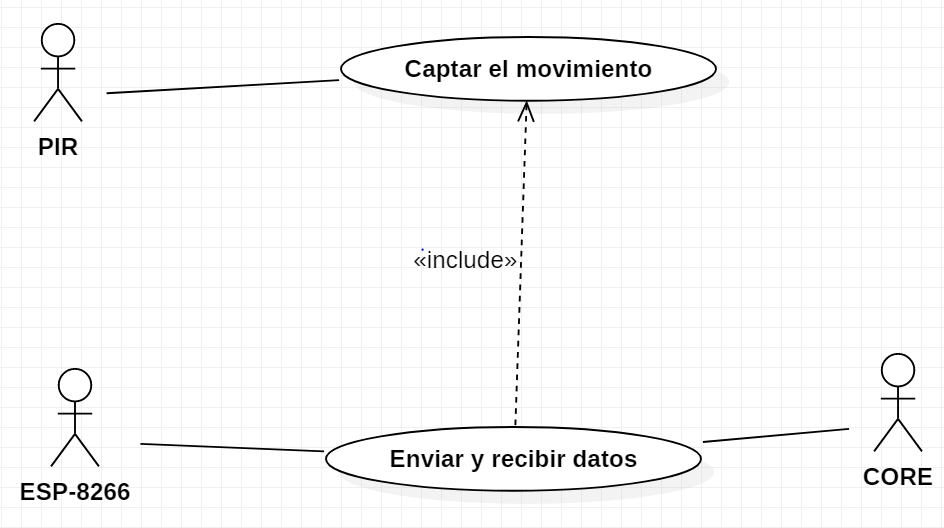 Captar el movimiento
PIR
«include»
Enviar y recibir datos
CORE
ESP-8266